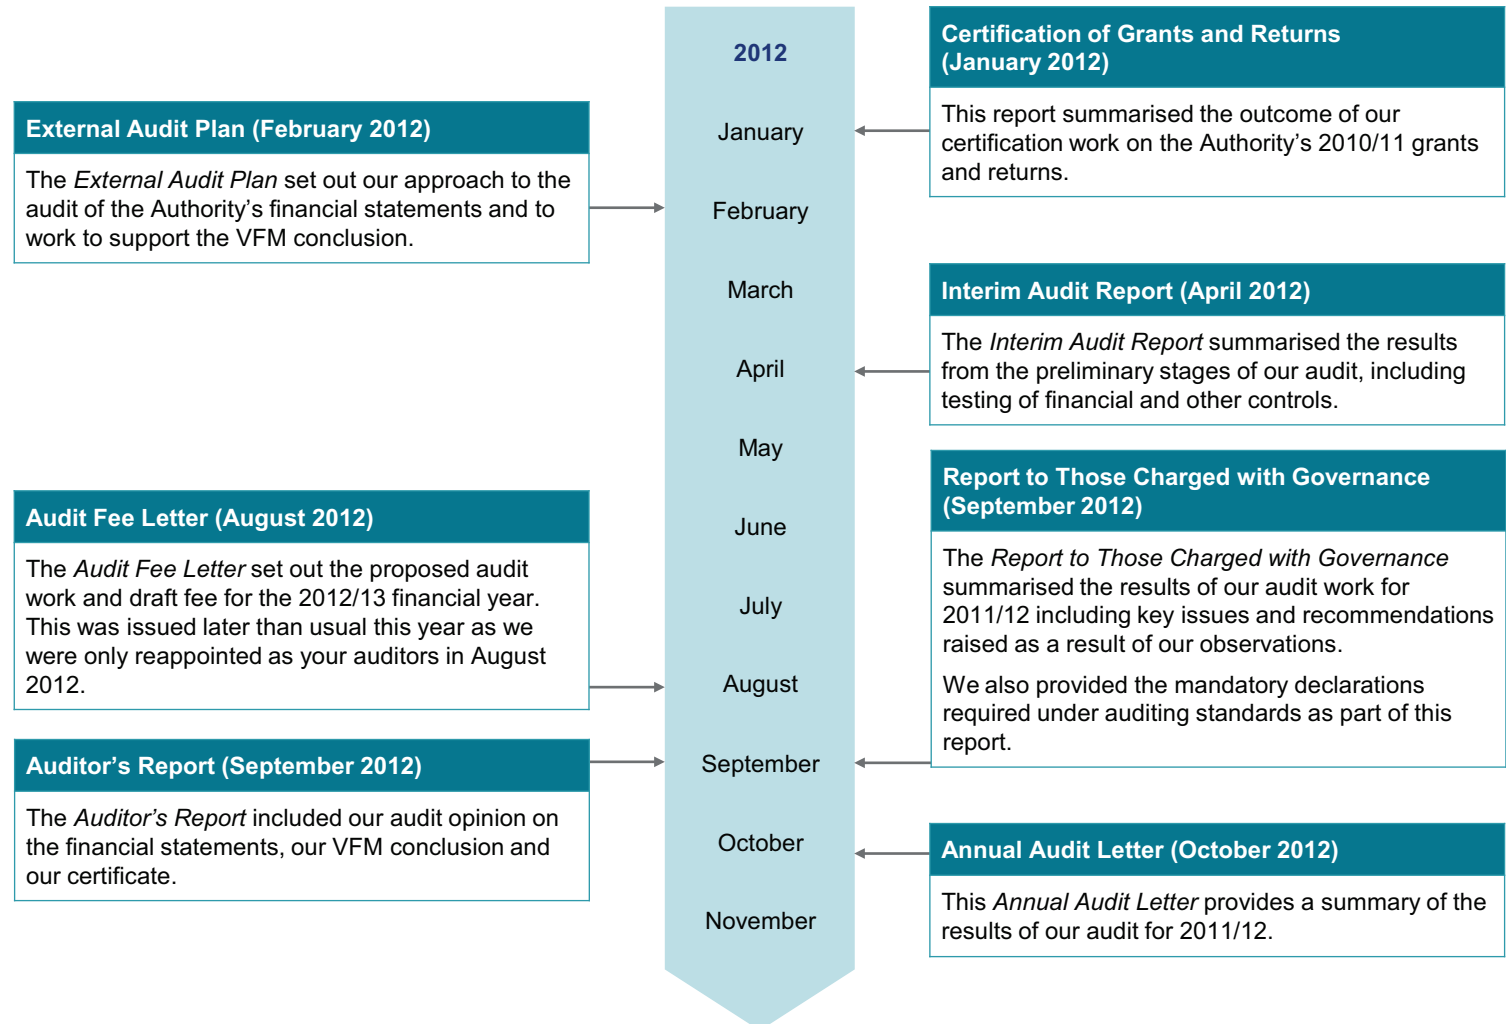 2012
January
February
March
April
May
June
July
August
September
October
November
External Audit Plan (February 2012)
The External Audit Plan set out our approach to the
audit of the Authority’s financial statements and to
work to support the VFM conclusion.
Audit Fee Letter (August 2012)
The Audit Fee Letter set out the proposed audit
work and draft fee for the 2012/13 financial year.
This was issued later than usual this year as we
were only reappointed as your auditors in August
2012.
Auditor’s Report (September 2012)
The Auditor’s Report included our audit opinion on
the financial statements, our VFM conclusion and
our certificate.
Certification of Grants and Returns
(January 2012)
This report summarised the outcome of our
certification work on the Authority’s 2010/11 grants
and returns.
Interim Audit Report (April 2012)
The Interim Audit Report summarised the results
from the preliminary stages of our audit, including
testing of financial and other controls.
Report to Those Charged with Governance
(September 2012)
The Report to Those Charged with Governance
summarised the results of our audit work for
2011/12 including key issues and recommendations
raised as a result of our observations.
We also provided the mandatory declarations
required under auditing standards as part of this
report.
Annual Audit Letter (October 2012)
This Annual Audit Letter provides a summary of the
results of our audit for 2011/12.